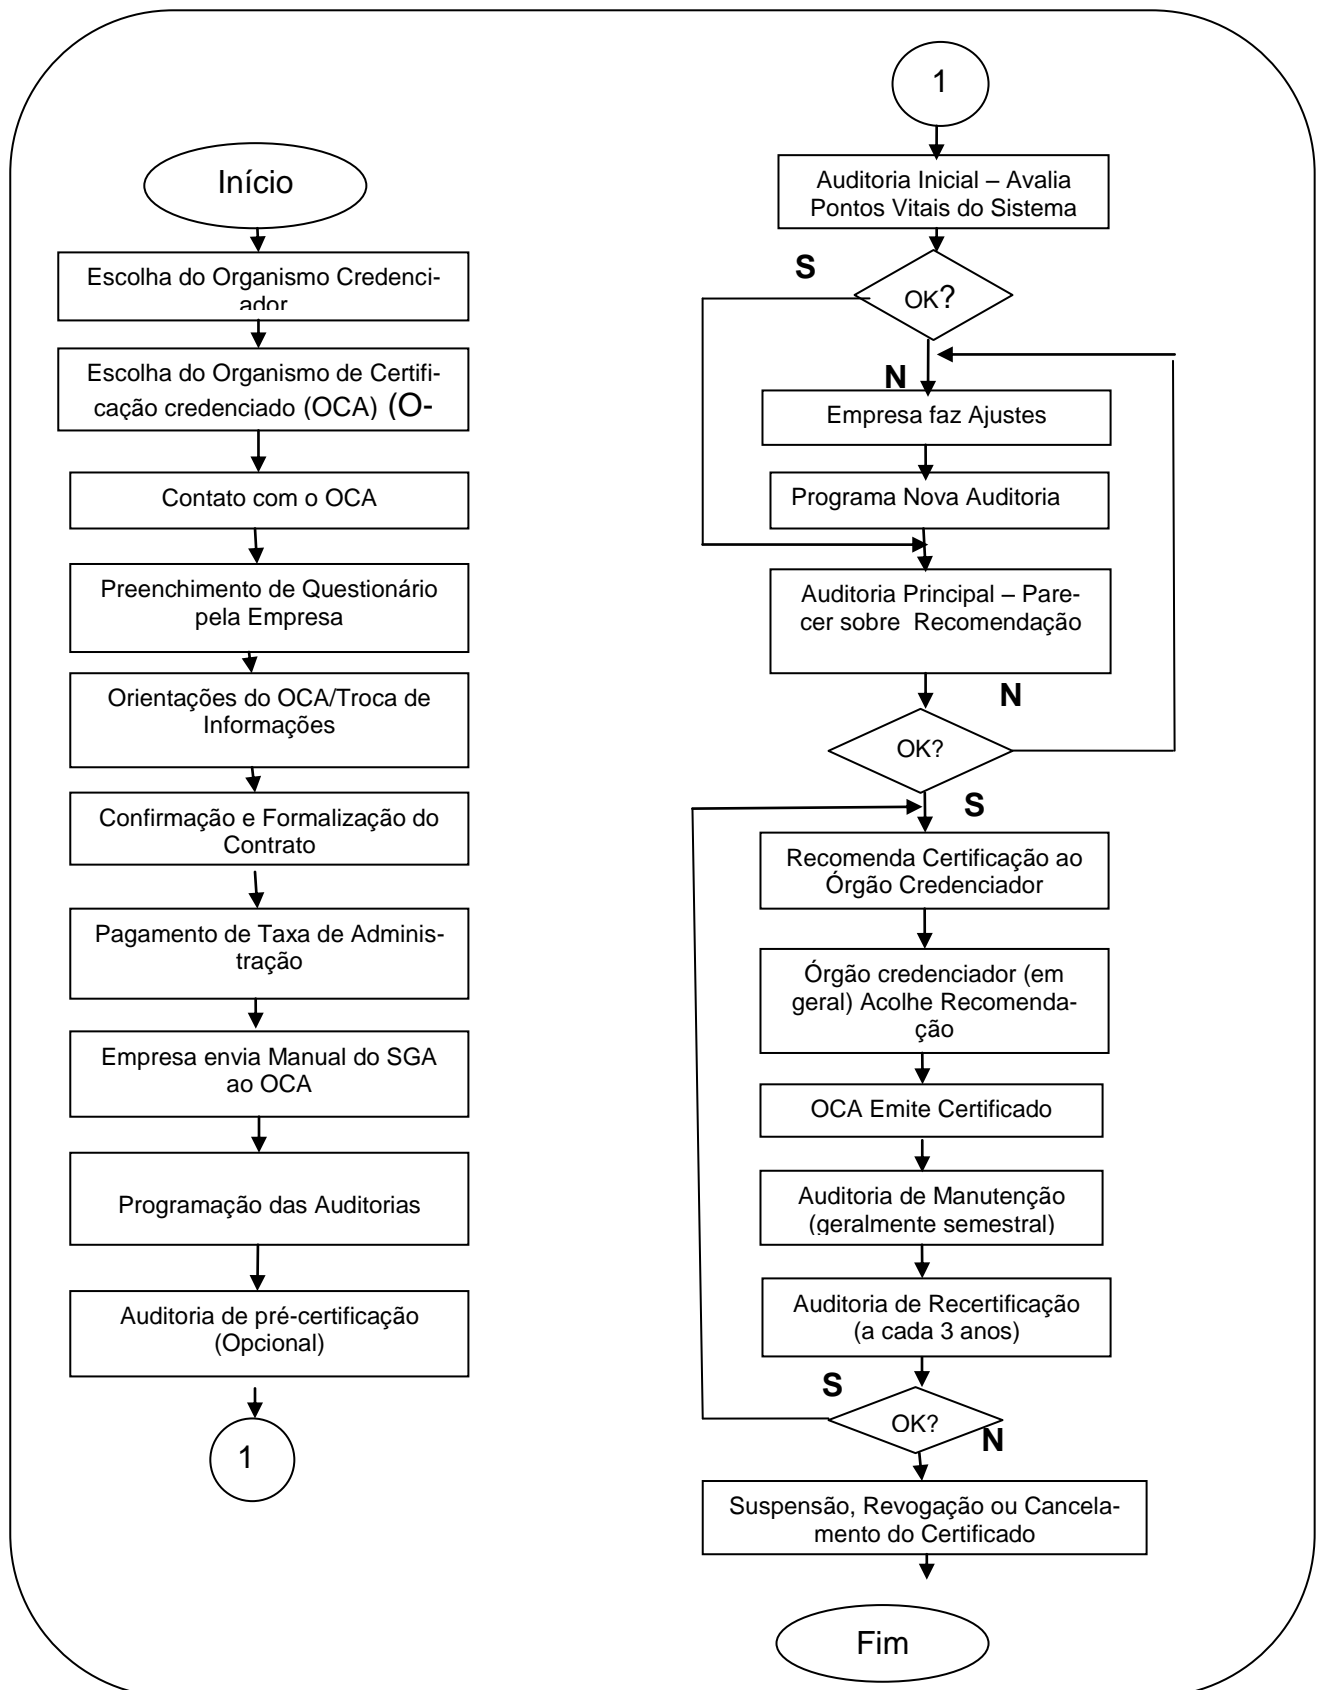 Início
Escolha do Organismo Credenci-
ador
Escolha do Organismo de Certifi-
cação credenciado (OCA) (O-
Contato com o OCA
Preenchimento de Questionário
pela Empresa
Orientações do OCA/Troca de
Informações
Confirmação e Formalização do
Contrato
Pagamento de Taxa de Adminis-
tração
Empresa envia Manual do SGA
ao OCA
Programação das Auditorias
Auditoria de pré-certificação
(Opcional)
1
1
Auditoria Inicial – Avalia
Pontos Vitais do Sistema
S
OK?
N
Empresa faz Ajustes
Programa Nova Auditoria
Auditoria Principal – Pare-
cer sobre Recomendação
N
OK?
S
Recomenda Certificação ao
Órgão Credenciador
Órgão credenciador (em
geral) Acolhe Recomenda-
ção
OCA Emite Certificado
Auditoria de Manutenção
(geralmente semestral)
Auditoria de Recertificação
(a cada 3 anos)
S
OK?
N
Suspensão, Revogação ou Cancela-
mento do Certificado
Fim